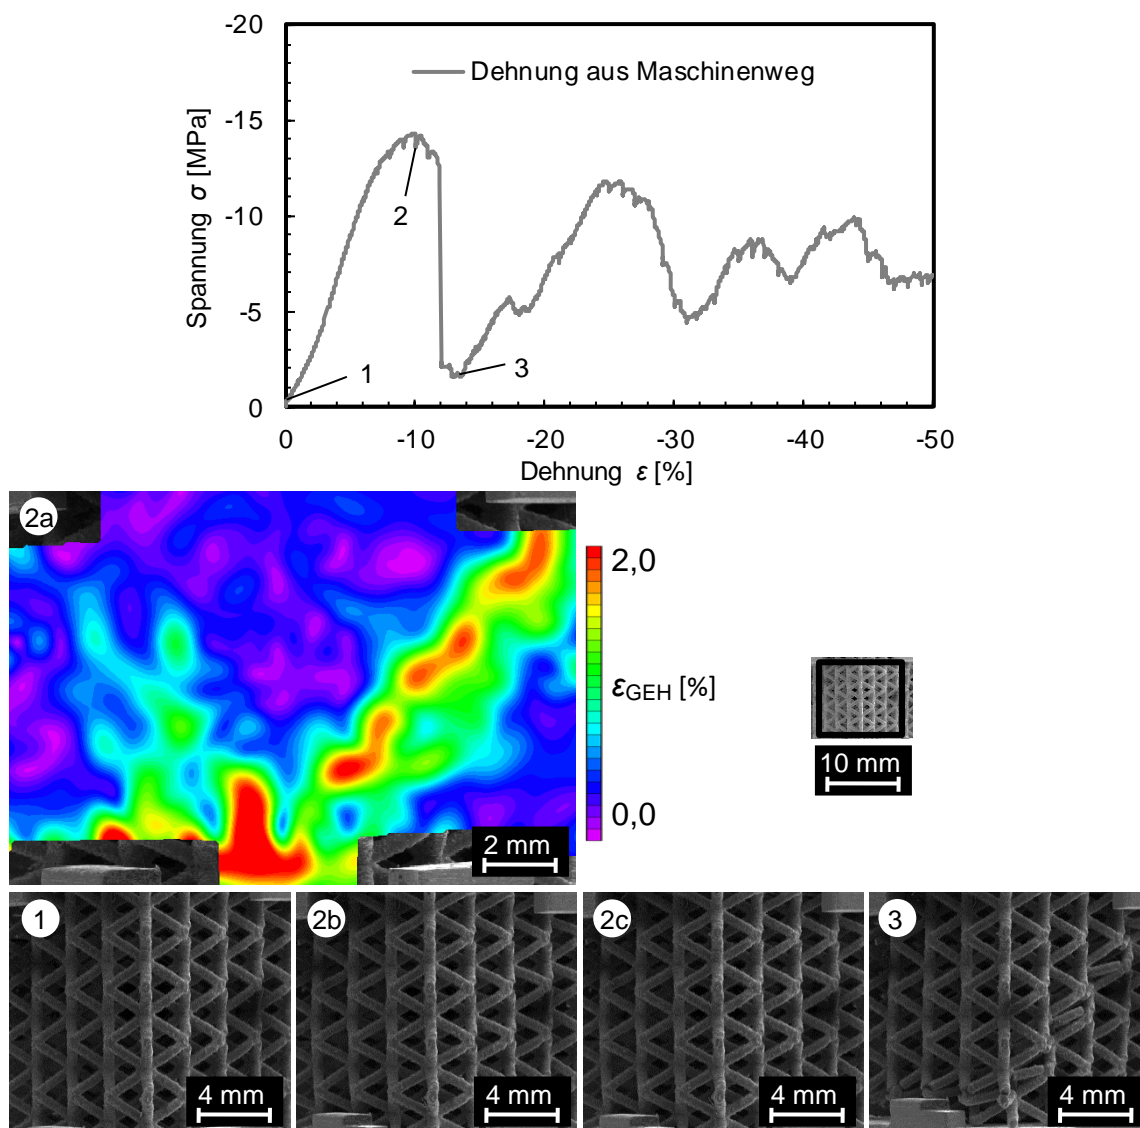 -20
-15
-10
-5
0
Spannung σ [MPa]
Dehnung aus Maschinenweg
1
2
3
0
-10
-20
-30
-40
-50
Dehnung ε [%]
2a
2 mm
2,0
εGEH [%]
0,0
10 mm
1
4 mm
2b
4 mm
2c
4 mm
3
4 mm